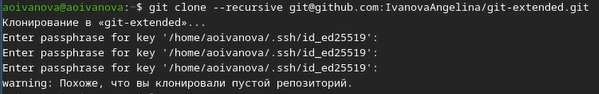 aoivanova@aoivanova:~$ git clone --recursive git@github.com:IvanovaAngelina/git-extended.git
Клонирование в «git-extended»...
Enter passphrase for key '/home/aoivanova/.ssh/id_ed25519':
Enter passphrase for key '/home/aoivanova/.ssh/id_ed25519':
Enter passphrase for key '/home/aoivanova/.ssh/id_ed25519':
warning: Похоже, что вы клонировали пустой репозиторий.